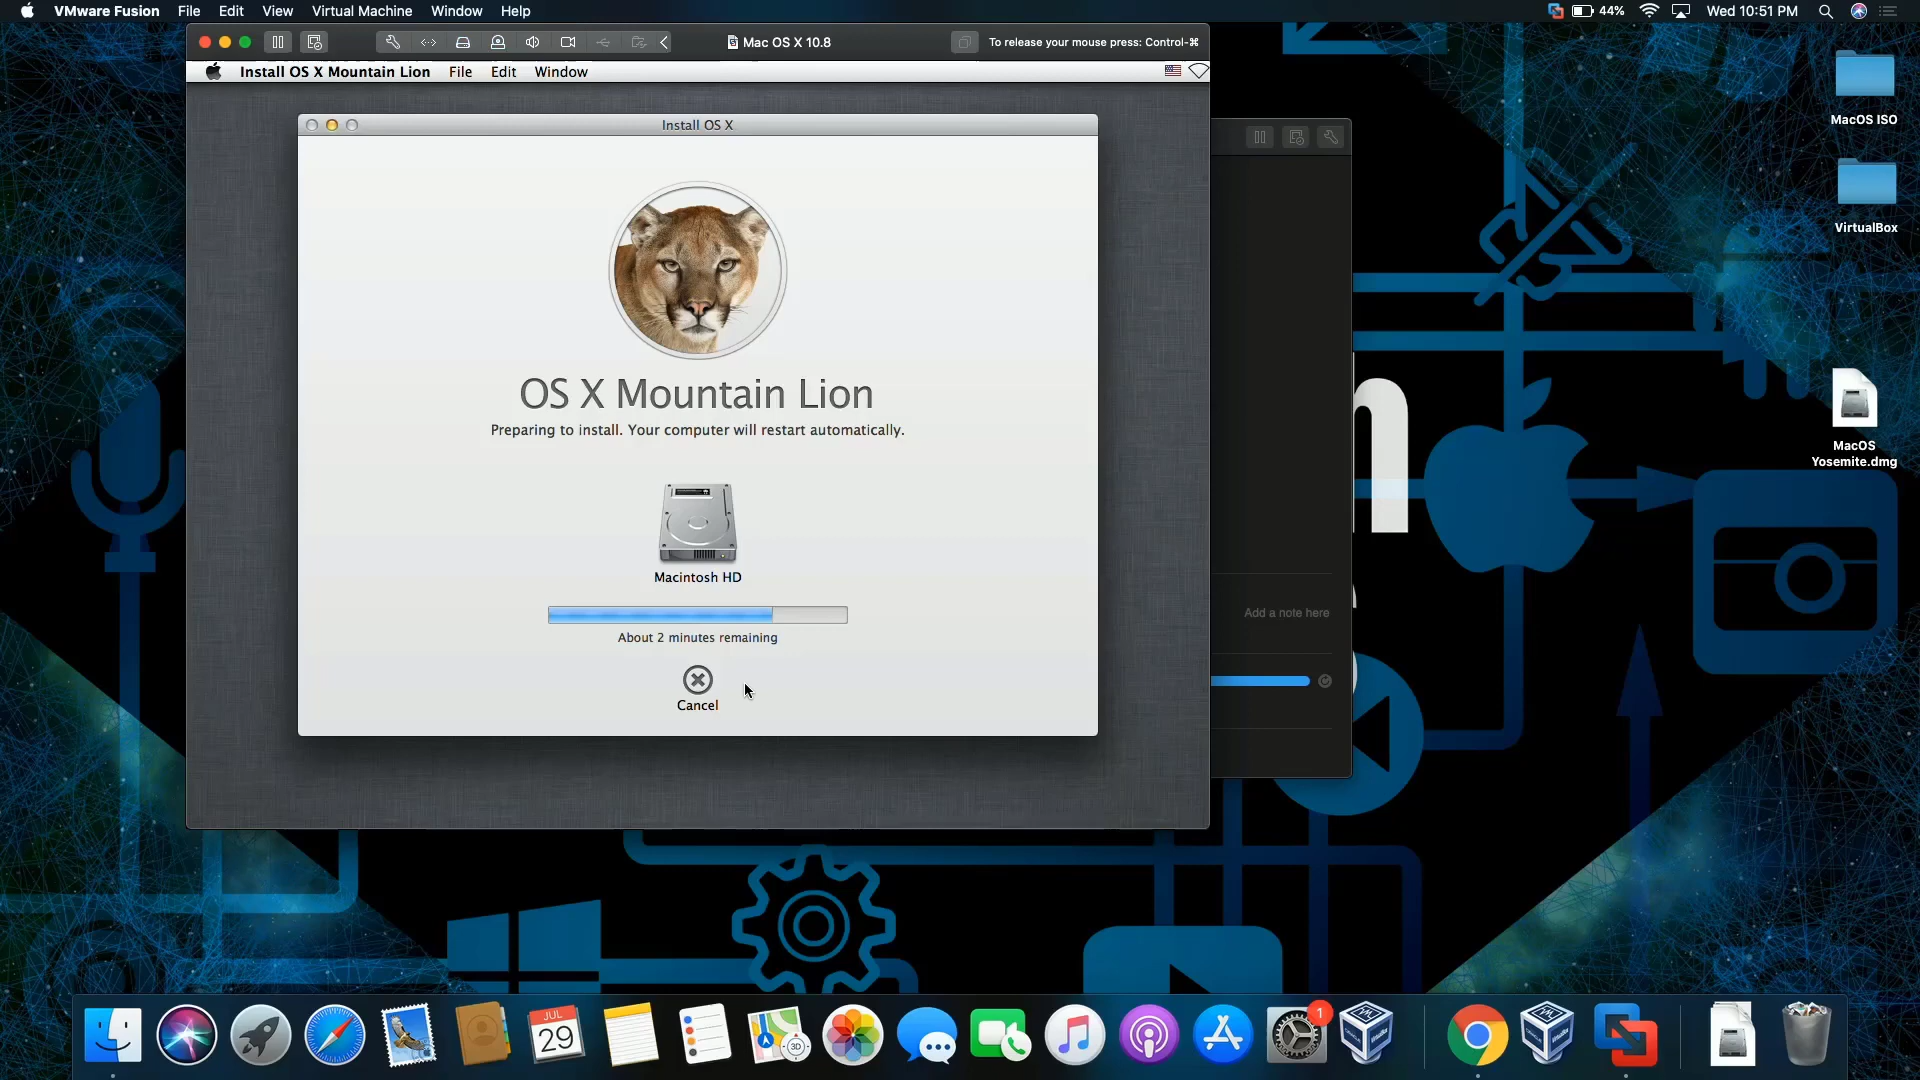 VMware Fusion File Edit View Virtual Machine Window Help
44% Wed 10:51 PM
Mac OS X 10.8
To release your mouse press: Control-⌘
Install OS X Mountain Lion File Edit Window
Install OS X
OS X Mountain Lion
Preparing to install. Your computer will restart automatically.
Macintosh HD
About 2 minutes remaining
Cancel
Add a note here
MacOS ISO
VirtualBox
MacOS
Yosemite.dmg
JUL
29
3D
1